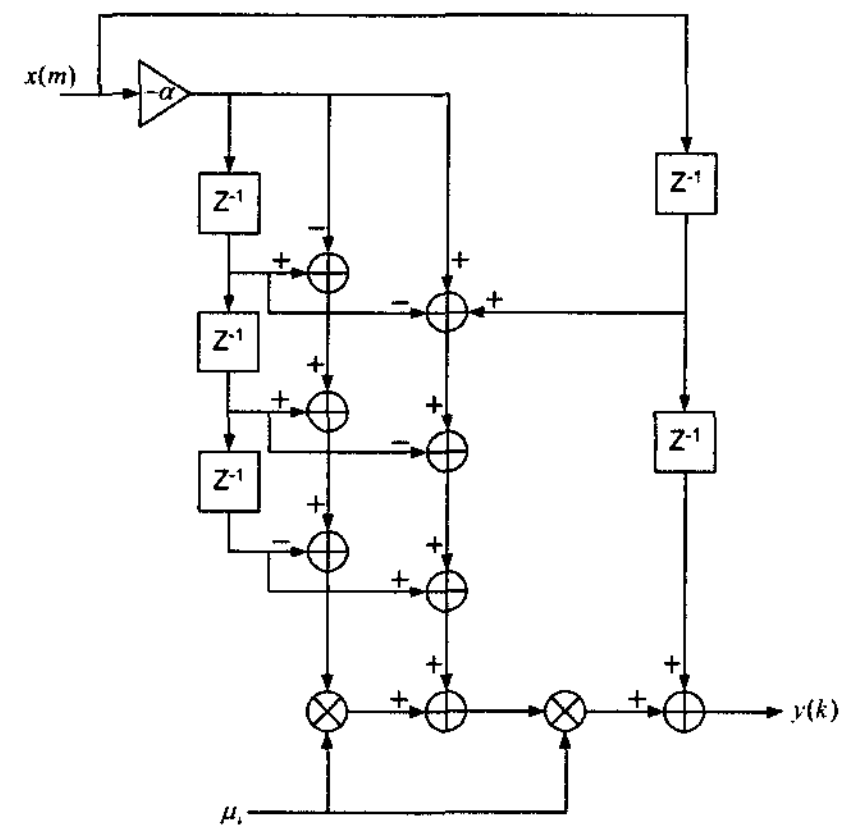 x(m)
-α
Z⁻¹
Z⁻¹
−
+
+
−
+
Z⁻¹
+
+
+
−
Z⁻¹
Z⁻¹
+
+
−
+
+
+
+
+
y(k)
μ